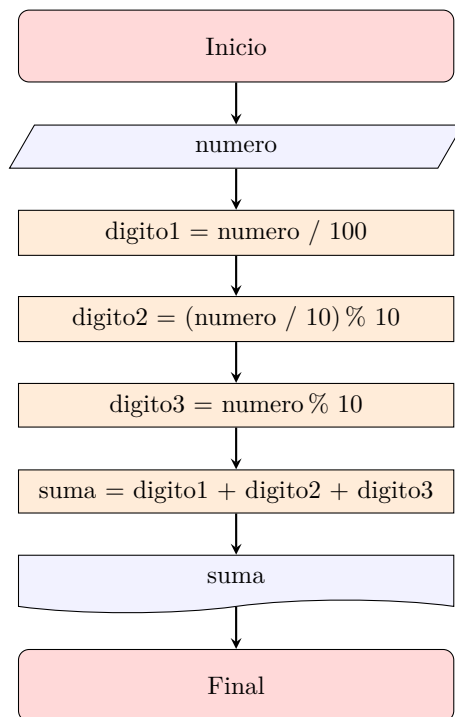 Inicio
numero
digito1 = numero / 100
digito2 = (numero / 10) % 10
digito3 = numero % 10
suma = digito1 + digito2 + digito3
suma
Final